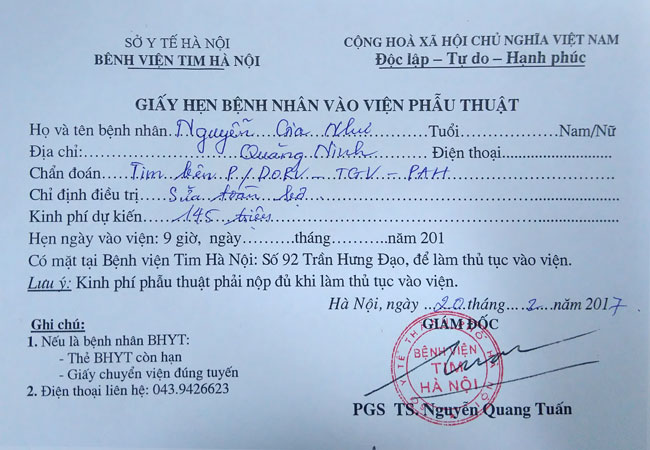 SỞ Y TẾ HÀ NỘI
BỆNH VIỆN TIM HÀ NỘI
CỘNG HOÀ XÃ HỘI CHỦ NGHĨA VIỆT NAM
Độc lập – Tự do – Hạnh phúc
GIẤY HẸN BỆNH NHÂN VÀO VIỆN PHẪU THUẬT
Họ và tên bệnh nhân Nguyễn Gia Như Tuổi Nam/Nữ
Địa chỉ: Quảng Ninh Điện thoại
Chẩn đoán Tim bên P/DORV – TGV – PAH
Chỉ định điều trị Sửa toàn bộ
Kinh phí dự kiến 145 triệu
Hẹn ngày vào viện: 9 giờ, ngày tháng năm 201
Có mặt tại Bệnh viện Tim Hà Nội: Số 92 Trần Hưng Đạo, để làm thủ tục vào viện.
Lưu ý: Kinh phí phẫu thuật phải nộp đủ khi làm thủ tục vào viện.
Hà Nội, ngày 20 tháng 2 năm 2017
GIÁM ĐỐC
BỆNH VIỆN
TIM
HÀ NỘI
PGS TS. Nguyễn Quang Tuấn
Ghi chú:
1. Nếu là bệnh nhân BHYT:
- Thẻ BHYT còn hạn
- Giấy chuyển viện đúng tuyến
2. Điện thoại liên hệ: 043.9426623